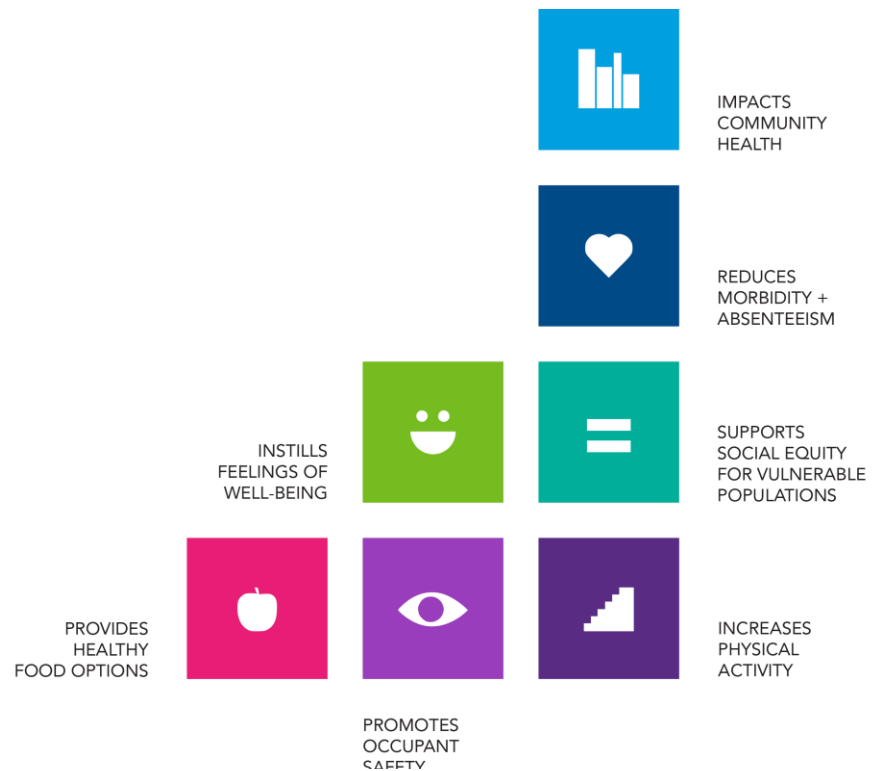 IMPACTS
COMMUNITY
HEALTH
REDUCES
MORBIDITY +
ABSENTEEISM
INSTILLS
FEELINGS OF
WELL-BEING
SUPPORTS
SOCIAL EQUITY
FOR VULNERABLE
POPULATIONS
PROVIDES
HEALTHY
FOOD OPTIONS
INCREASES
PHYSICAL
ACTIVITY
PROMOTES
OCCUPANT
SAFETY